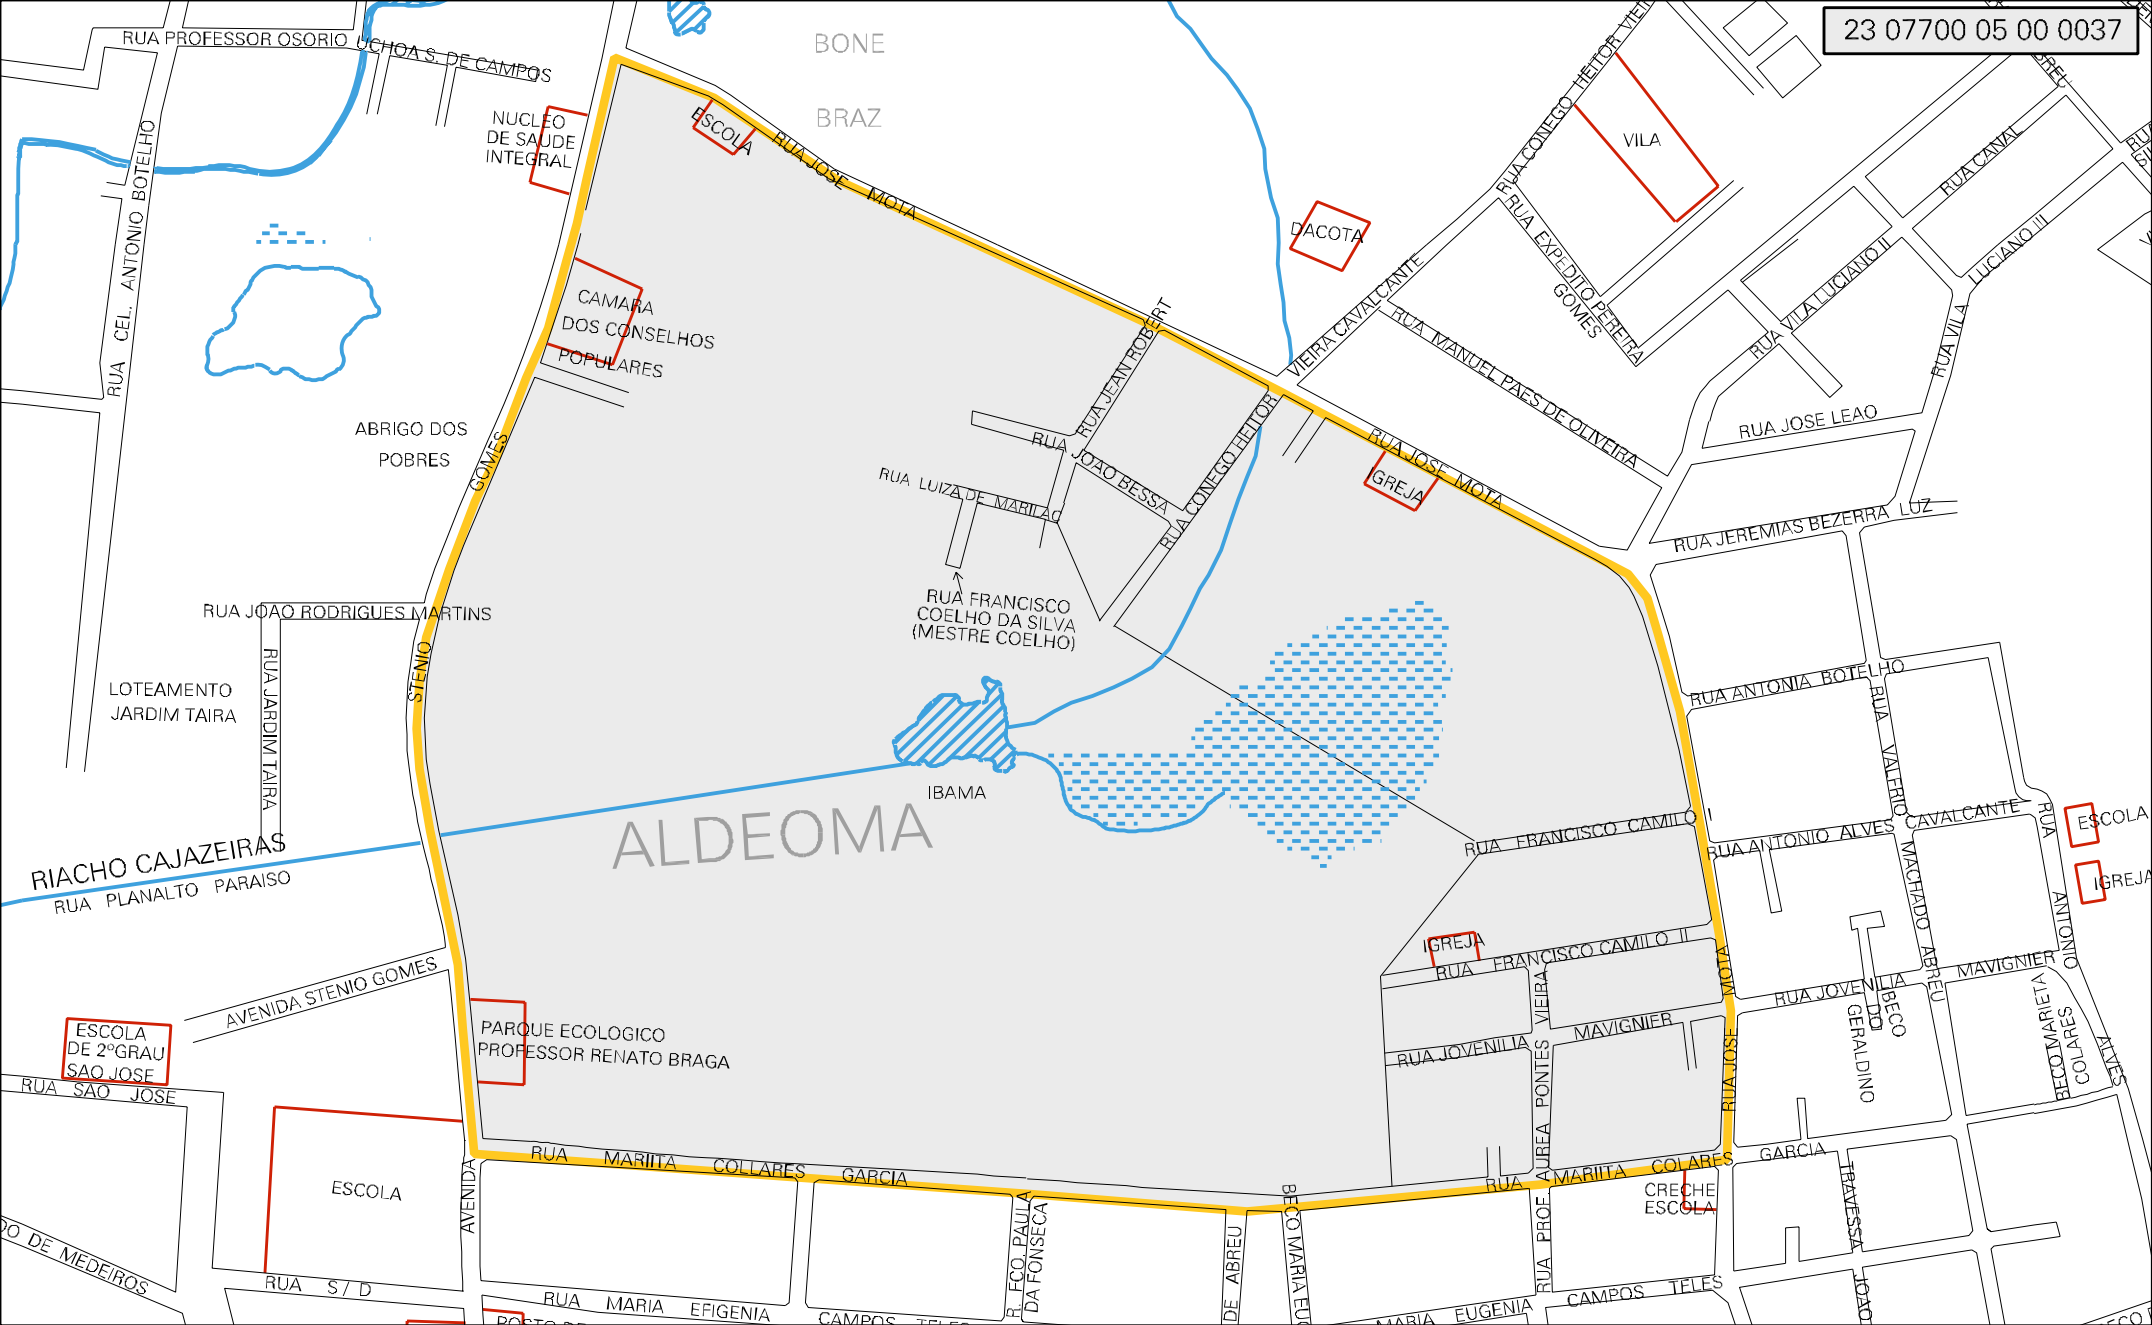 23 07700 05 00 0037
RUA PROFESSOR OSORIO UCHOA S. DE CAMPOS
BONE
BRAZ
NUCLEO
DE SAUDE
INTEGRAL
ESCOLA
RUA JOSE MOTA
VILA
RUA CONEGO HEITOR VIEIRA CAVALCANTE
RUA CANAL
RUA CEL. ANTONIO BOTELHO
DACOTA
RUA EXPEDITO PEREIRA
GOMES
RUA VILA LUCIANO II
RUA VILA LUCIANO III
CAMARA
DOS CONSELHOS
POPULARES
RUA JEAN ROBERT
RUA MANUEL PAES DE OLIVEIRA
RUA JOSE LEAO
ABRIGO DOS
POBRES
RUA JOAO BESSA
RUA CONEGO HEITOR
RUA JOSE MOTA
IGREJA
RUA LUIZA DE MARILAC
RUA JEREMIAS BEZERRA LUZ
RUA FRANCISCO
COELHO DA SILVA
(MESTRE COELHO)
RUA JOAO RODRIGUES MARTINS
AVENIDA STENIO GOMES
RUA JARDIM TAIRA
LOTEAMENTO
JARDIM TAIRA
RUA ANTONIA BOTELHO
RUA VALERIO MACHADO ABREU
IBAMA
ALDEOMA
RUA FRANCISCO CAMILO I
RUA ANTONIO ALVES CAVALCANTE
RUA ANTONIO ALVES
ESCOLA
IGREJA
RIACHO CAJAZEIRAS
RUA PLANALTO PARAISO
IGREJA
RUA FRANCISCO CAMILO II
AVENIDA STENIO GOMES
RUA JOVENILIA MAVIGNIER
BECO
DO
GERALDINO
BECO MARIETA
COLARES
PARQUE ECOLOGICO
PROFESSOR RENATO BRAGA
RUA JOVENILIA MAVIGNIER
RUA JOSE MOTA
RUA PROF. AUREA PONTES VIEIRA
ESCOLA
DE 2ºGRAU
SAO JOSE
RUA SAO JOSE
RUA MARIITA COLLARES GARCIA
RUA MARIITA COLARES GARCIA
CRECHE
ESCOLA
TRAVESSA
JOAO
ESCOLA
R. FCO. PAULA
DA FONSECA
DE ABREU
BECO MARIA EUG
DO DE MEDEIROS
RUA S/D
RUA MARIA EFIGENIA CAMPOS TELES
MARIA EUGENIA CAMPOS TELES
POSTO DE